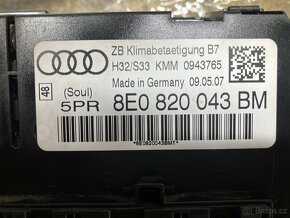 ZB Klimabetaetigung B7
H32/S33 KMM 0943765
Made in Germany 09.05.07
48
(Soul)
5PR 8E0 820 043 BM
*8E0820043BMT*